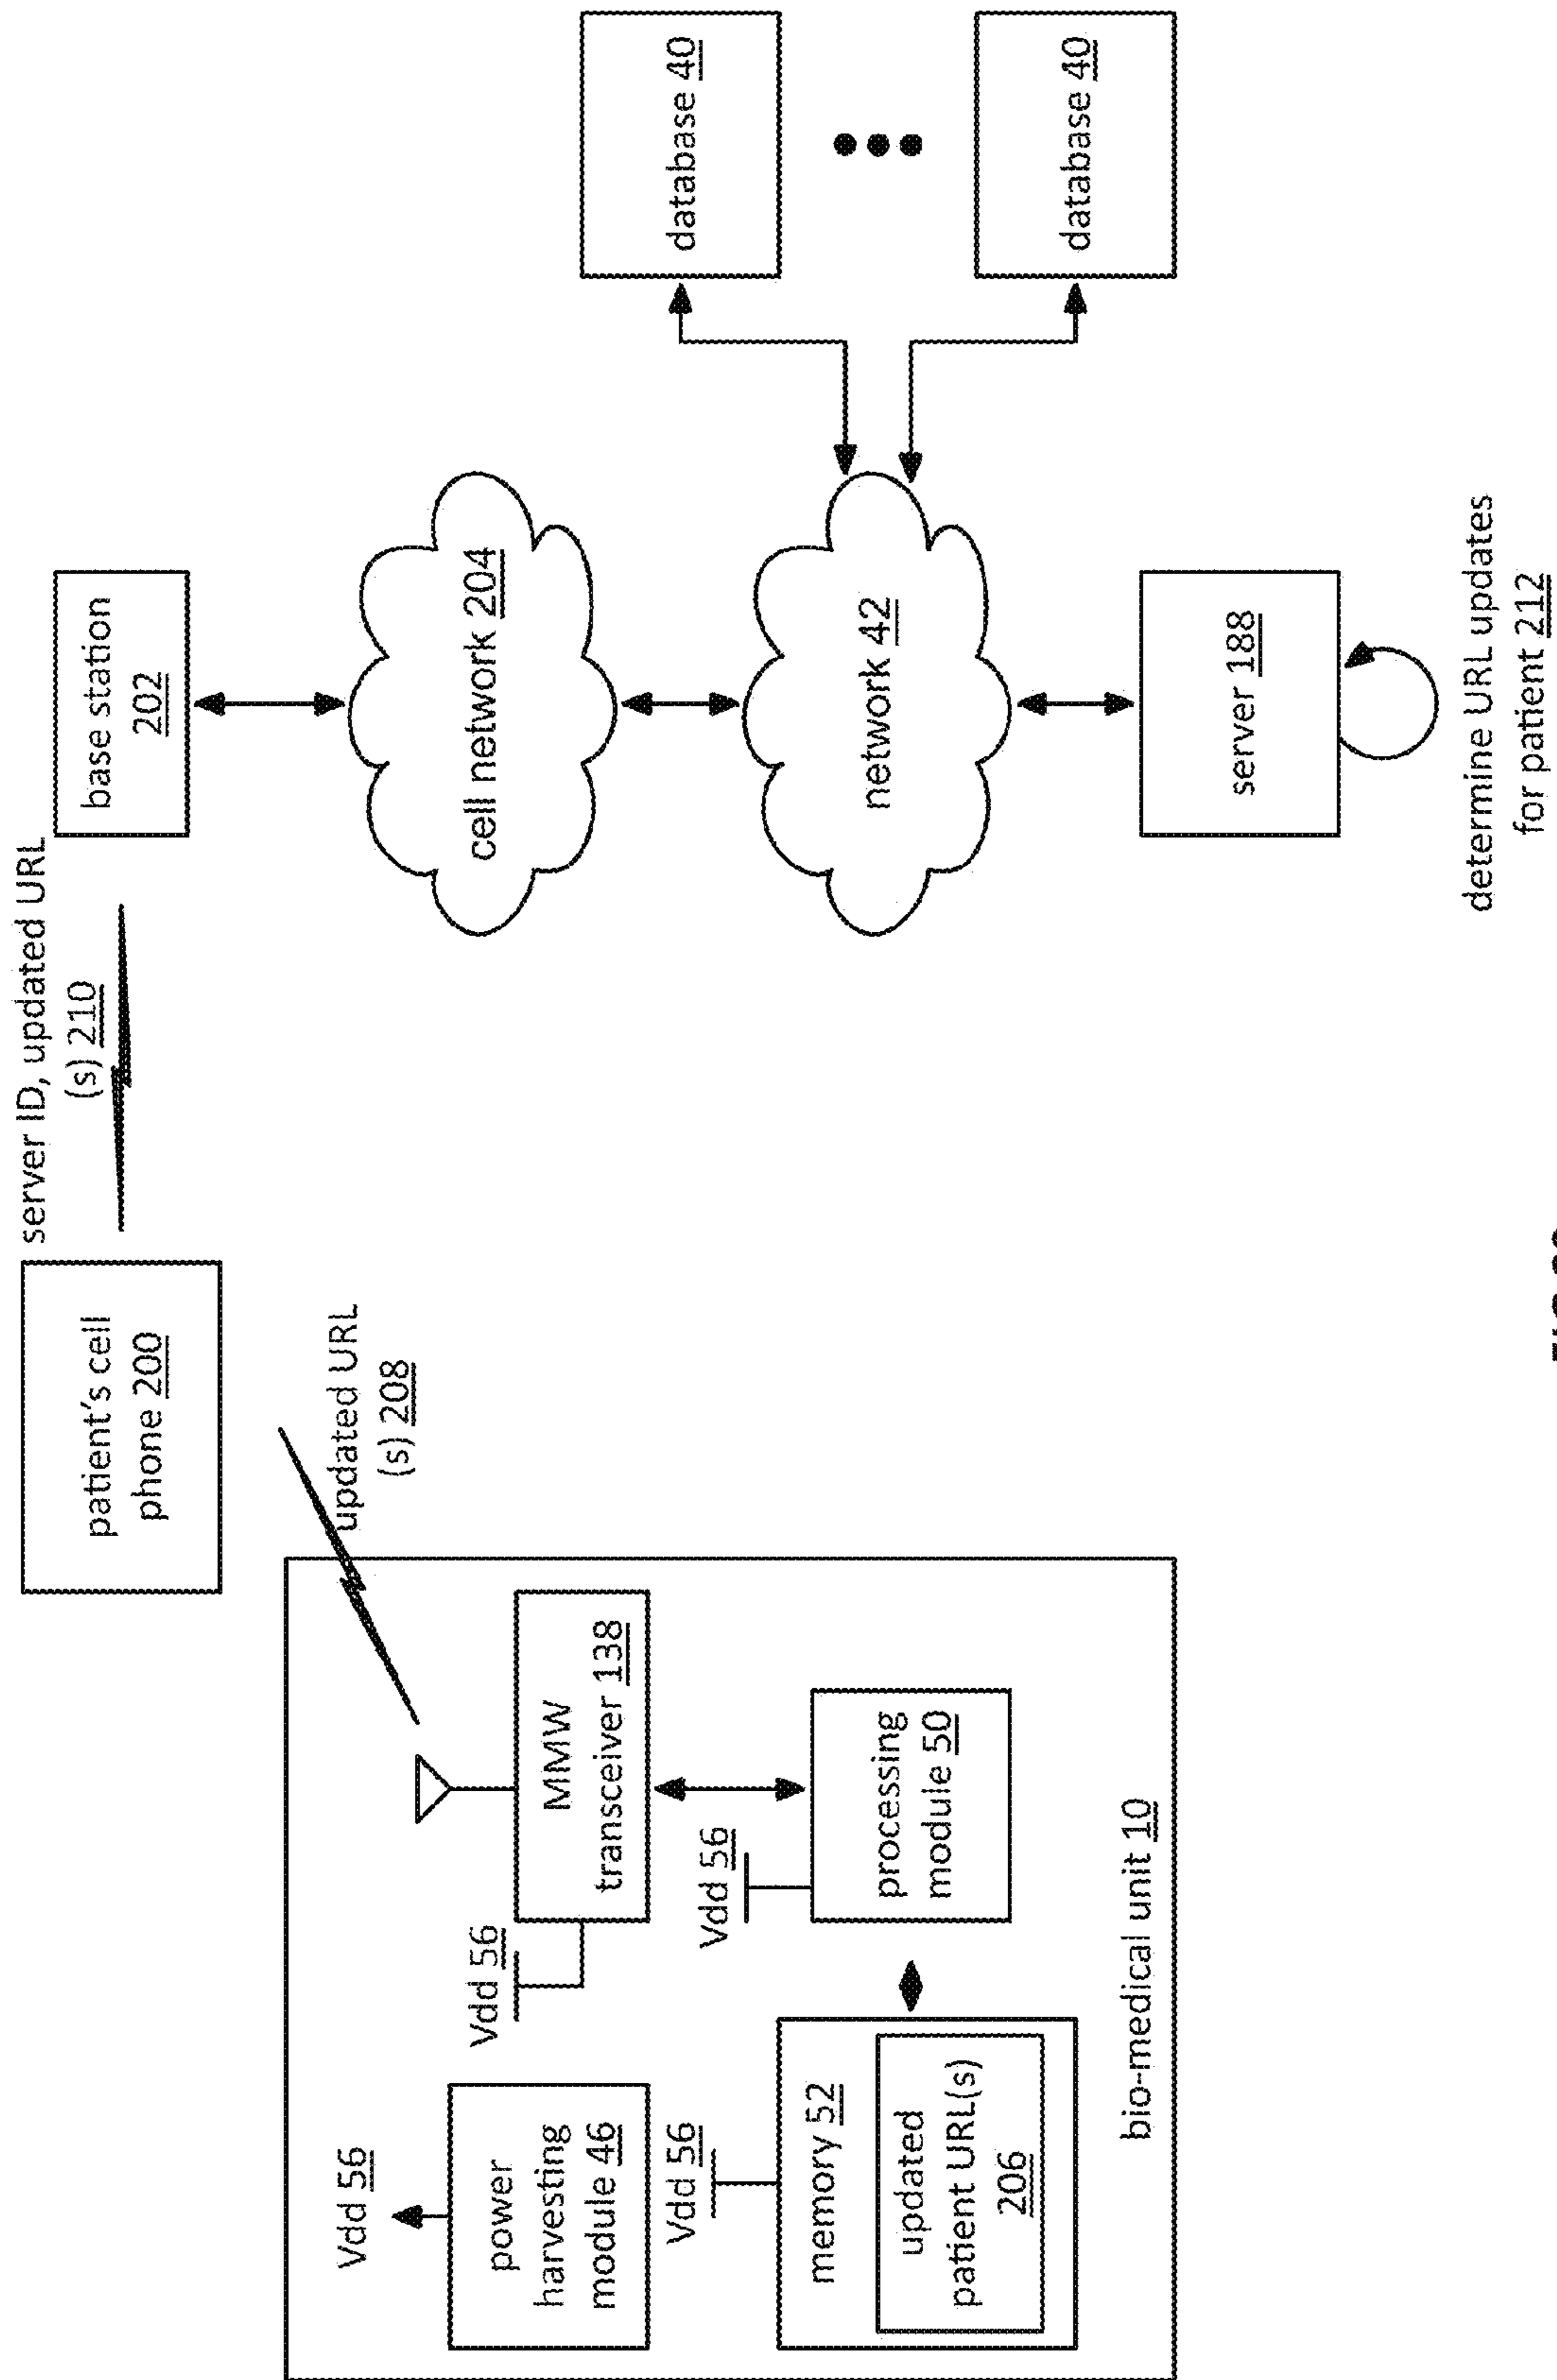 server ID, updated URL
(s) 210
patient's cell
phone 200
base station
202
updated URL
(s) 208
cell network 204
database 40
network 42
database 40
server 188
determine URL updates
for patient 212
Vdd 56
power
harvesting
module 46
Vdd 56
MMW
transceiver 138
Vdd 56
memory 52
updated
patient URL(s)
206
Vdd 56
processing
module 50
bio-medical unit 10